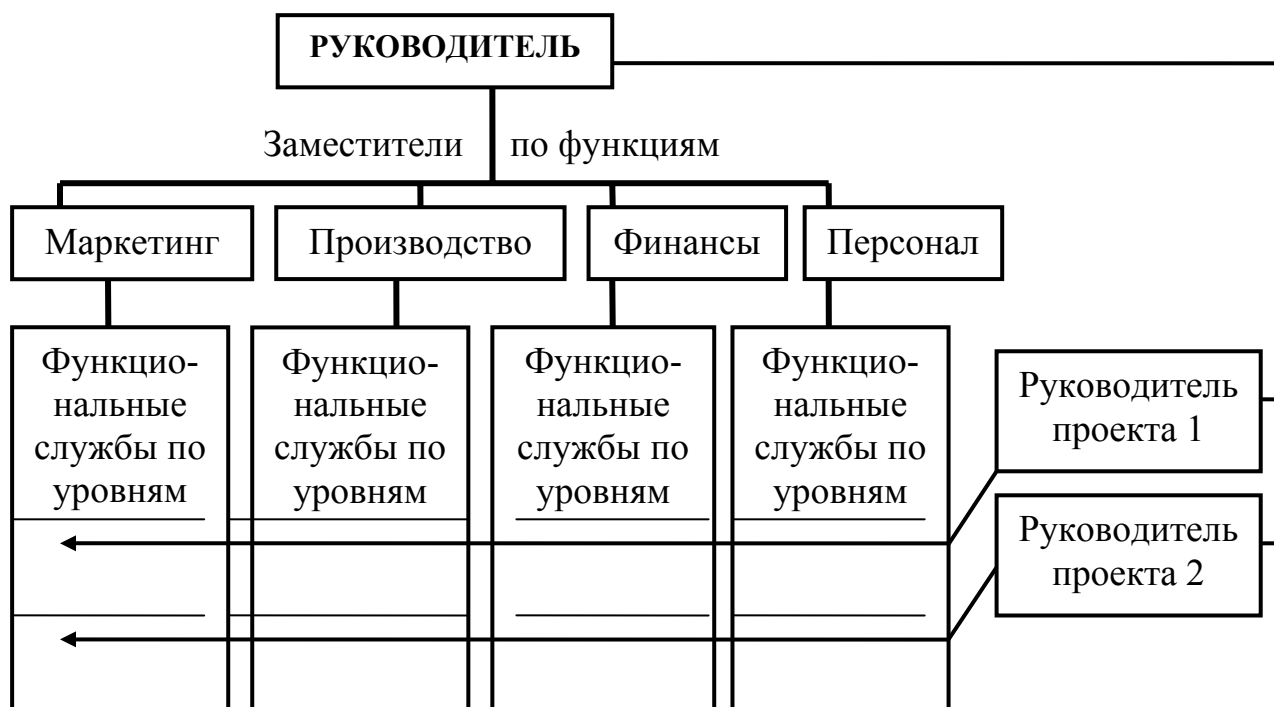 РУКОВОДИТЕЛЬ
Заместители по функциям
Маркетинг
Производство
Финансы
Персонал
Функцио-
нальные
службы по
уровням
Функцио-
нальные
службы по
уровням
Функцио-
нальные
службы по
уровням
Функцио-
нальные
службы по
уровням
Руководитель
проекта 1
Руководитель
проекта 2